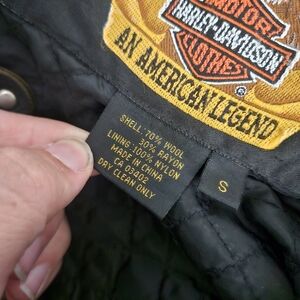 MOTOR
HARLEY-DAVIDSON
CLOTHES
®
AN AMERICAN LEGEND
SHELL: 70% WOOL
30% RAYON
LINING: 100% NYLON
MADE IN CHINA
CA 03402
DRY CLEAN ONLY
S